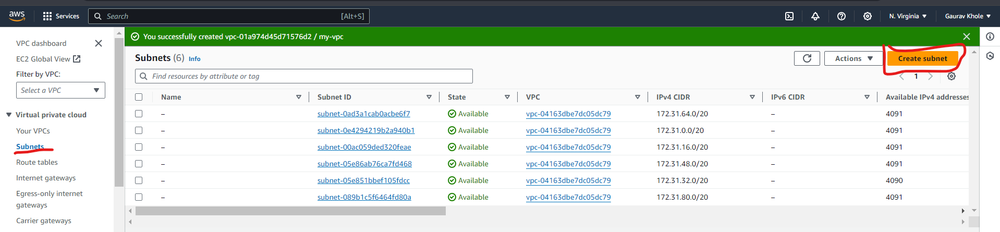 aws Services Search [Alt+S] N. Virginia Gaurav Khole
VPC dashboard
EC2 Global View
Filter by VPC:
Select a VPC
Virtual private cloud
Your VPCs
Subnets
Route tables
Internet gateways
Egress-only internet
gateways
Carrier gateways
You successfully created vpc-01a974d45d71576d2 / my-vpc
Subnets (6) Info
Actions
Create subnet
Find resources by attribute or tag
1
Name Subnet ID State VPC IPv4 CIDR IPv6 CIDR Available IPv4 addresses
– subnet-0ad3a1cab0acbe6f7 Available vpc-04163dbe7dc05dc79 172.31.64.0/20 – 4091
– subnet-0e4294219b2a940b1 Available vpc-04163dbe7dc05dc79 172.31.0.0/20 – 4091
– subnet-00ac059ded320feae Available vpc-04163dbe7dc05dc79 172.31.16.0/20 – 4091
– subnet-05e86ab76ca7fd468 Available vpc-04163dbe7dc05dc79 172.31.48.0/20 – 4091
– subnet-05e851bbef105fdcc Available vpc-04163dbe7dc05dc79 172.31.32.0/20 – 4090
– subnet-089b1c5f6464fd80a Available vpc-04163dbe7dc05dc79 172.31.80.0/20 – 4091